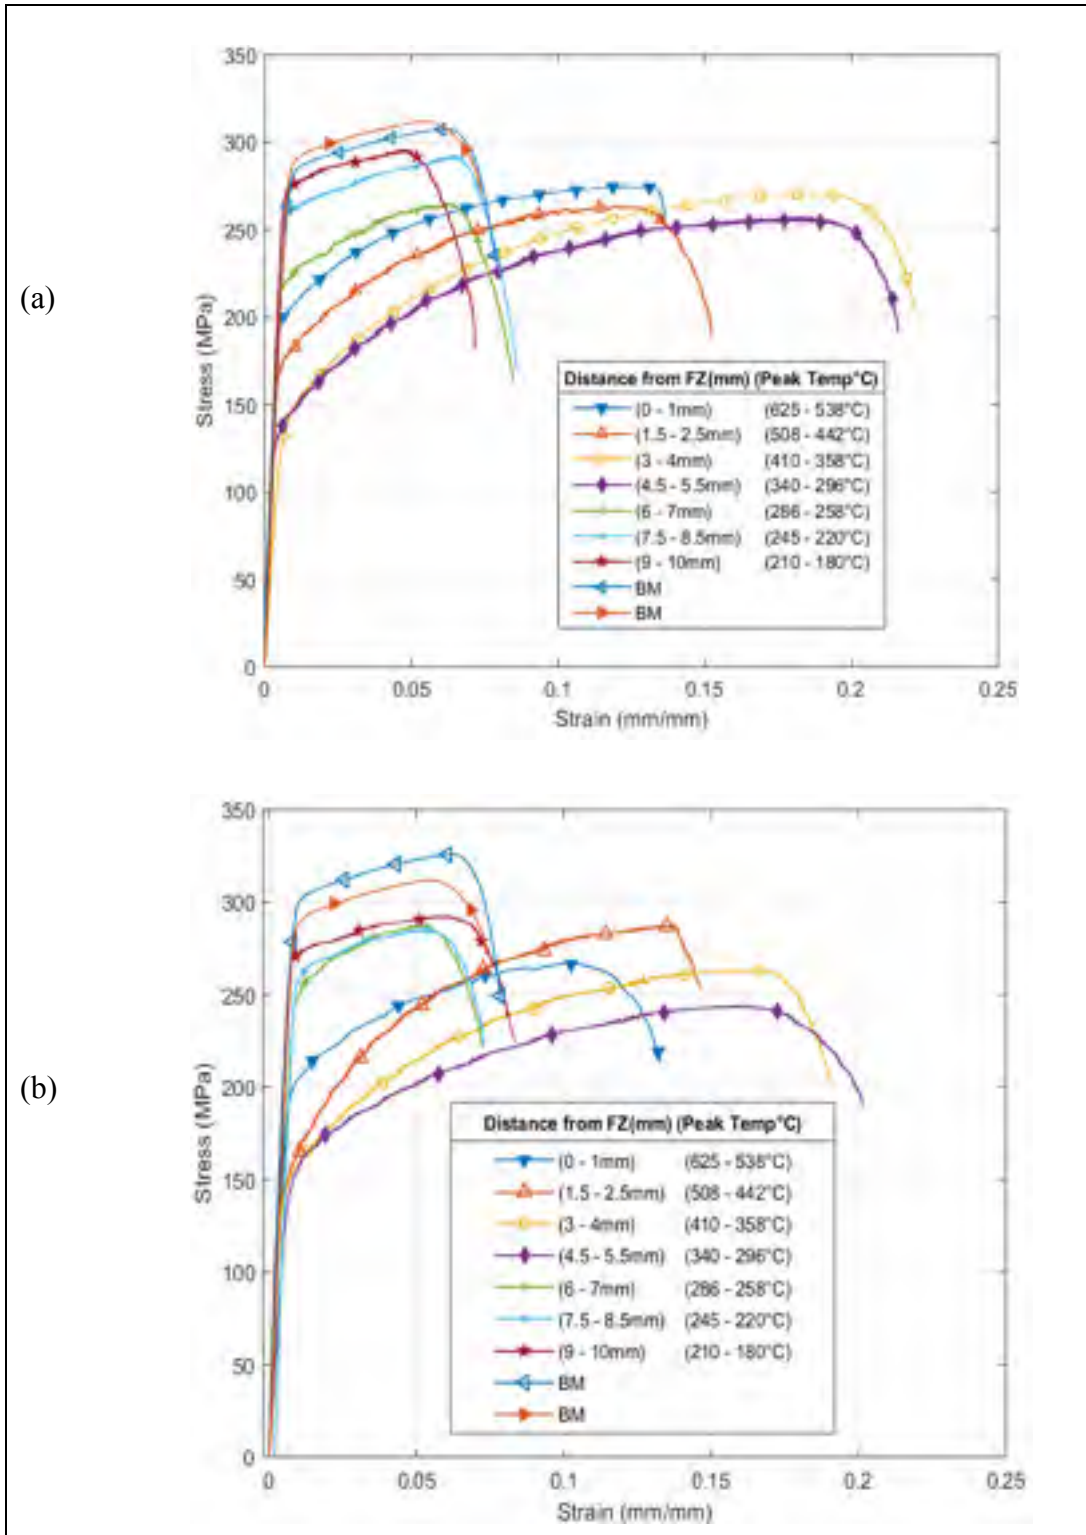 (a)
350
300
250
200
150
100
50
0
Stress (MPa)
Distance from FZ(mm) (Peak Temp°C)
(0 - 1mm) (625 - 538°C)
(1.5 - 2.5mm) (508 - 442°C)
(3 - 4mm) (410 - 358°C)
(4.5 - 5.5mm) (340 - 296°C)
(6 - 7mm) (286 - 258°C)
(7.5 - 8.5mm) (245 - 220°C)
(9 - 10mm) (210 - 180°C)
BM
BM
0 0.05 0.1 0.15 0.2 0.25
Strain (mm/mm)
(b)
350
300
250
200
150
100
50
0
Stress (MPa)
Distance from FZ(mm) (Peak Temp°C)
(0 - 1mm) (625 - 538°C)
(1.5 - 2.5mm) (508 - 442°C)
(3 - 4mm) (410 - 358°C)
(4.5 - 5.5mm) (340 - 296°C)
(6 - 7mm) (286 - 258°C)
(7.5 - 8.5mm) (245 - 220°C)
(9 - 10mm) (210 - 180°C)
BM
BM
0 0.05 0.1 0.15 0.2 0.25
Strain (mm/mm)